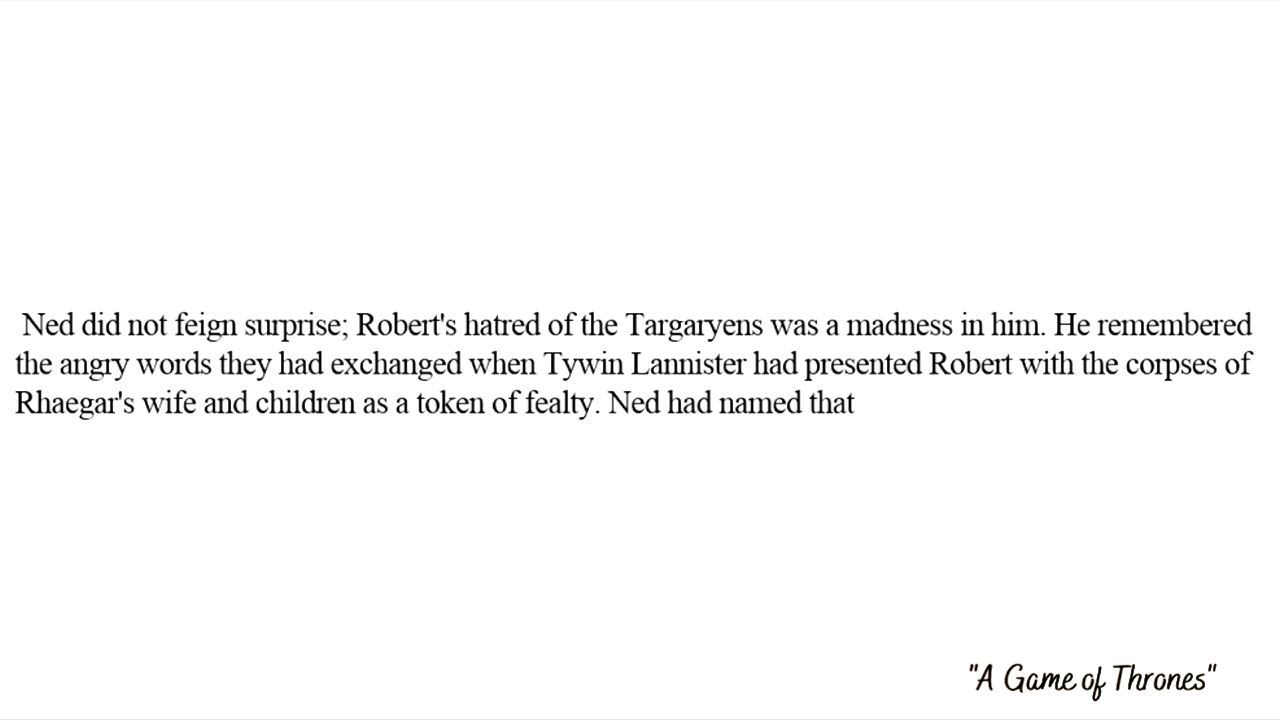 Ned did not feign surprise; Robert's hatred of the Targaryens was a madness in him. He remembered
the angry words they had exchanged when Tywin Lannister had presented Robert with the corpses of
Rhaegar's wife and children as a token of fealty. Ned had named that
"A Game of Thrones"